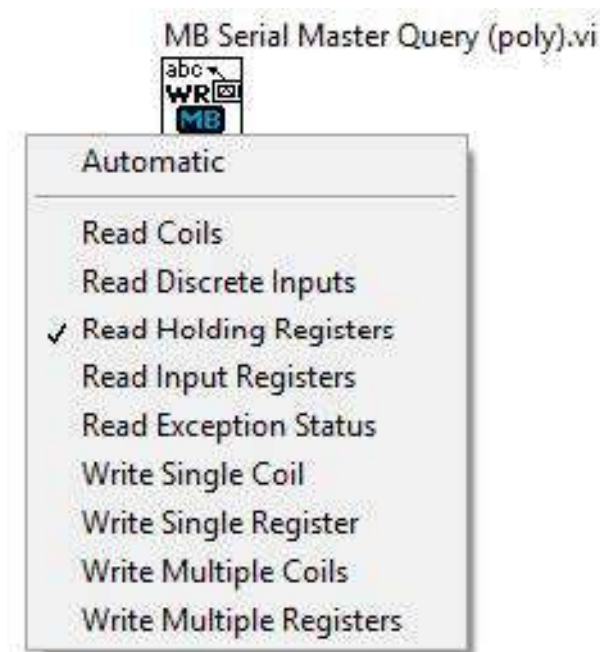 MB Serial Master Query (poly).vi
abc
WR
MB
Automatic
Read Coils
Read Discrete Inputs
Read Holding Registers
Read Input Registers
Read Exception Status
Write Single Coil
Write Single Register
Write Multiple Coils
Write Multiple Registers